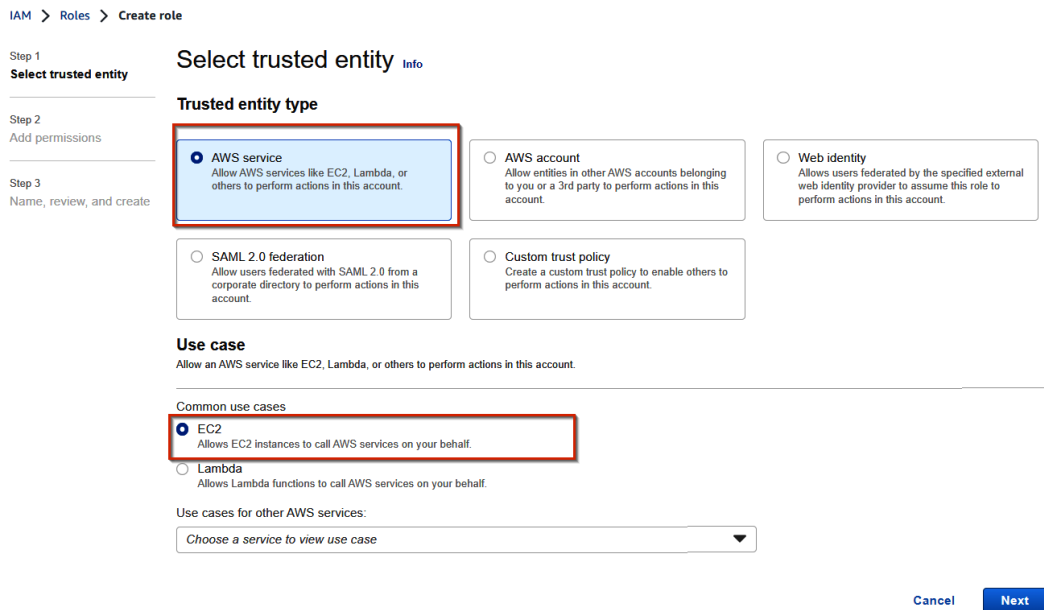 IAM > Roles > Create role
Step 1
Select trusted entity
Step 2
Add permissions
Step 3
Name, review, and create
Select trusted entity Info
Trusted entity type
AWS service
Allow AWS services like EC2, Lambda, or
others to perform actions in this account.
AWS account
Allow entities in other AWS accounts belonging
to you or a 3rd party to perform actions in this
account.
Web identity
Allows users federated by the specified external
web identity provider to assume this role to
perform actions in this account.
SAML 2.0 federation
Allow users federated with SAML 2.0 from a
corporate directory to perform actions in this
account.
Custom trust policy
Create a custom trust policy to enable others to
perform actions in this account.
Use case
Allow an AWS service like EC2, Lambda, or others to perform actions in this account.
Common use cases
EC2
Allows EC2 instances to call AWS services on your behalf.
Lambda
Allows Lambda functions to call AWS services on your behalf.
Use cases for other AWS services:
Choose a service to view use case
Cancel
Next